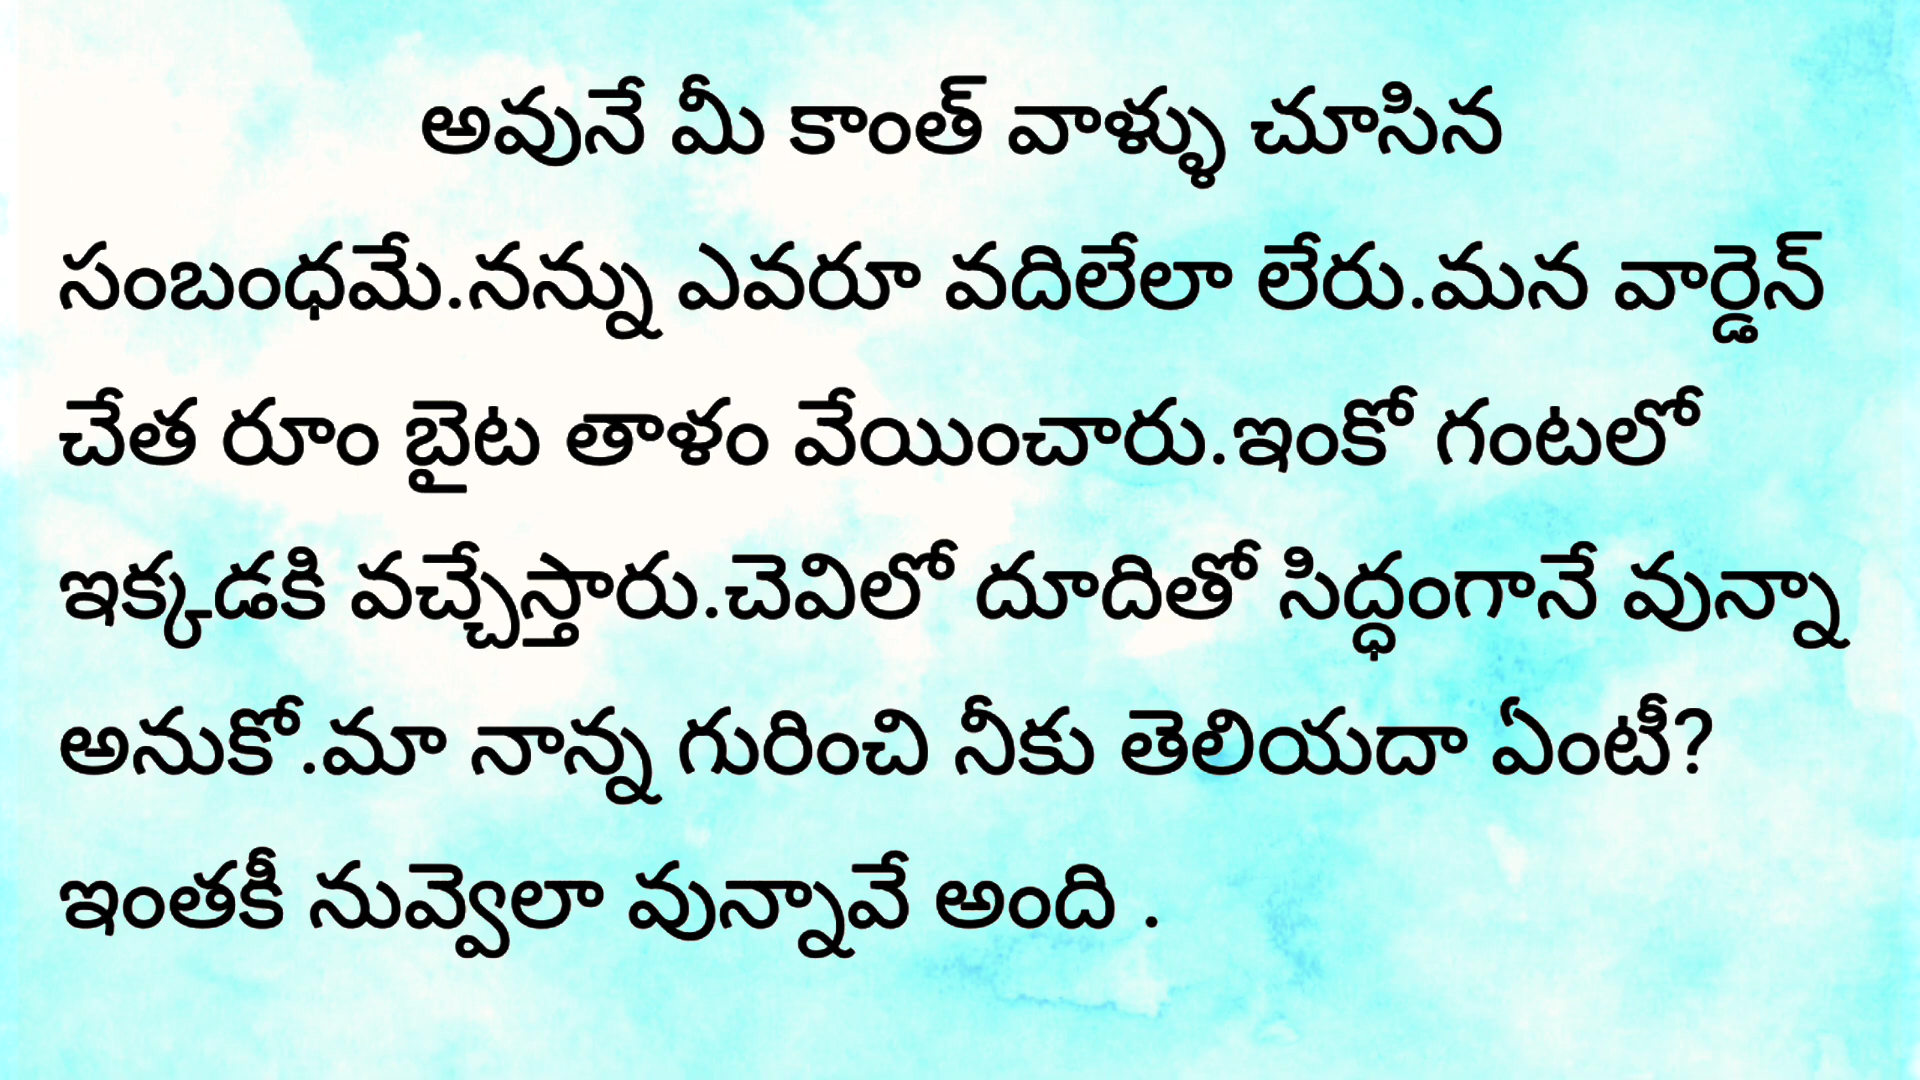 అవునే మీ కాంత్ వాళ్ళు చూసిన
సంబంధమే.నన్ను ఎవరూ వదిలేలా లేరు.మన వార్డెన్
చేత రూం బైట తాళం వేయించారు.ఇంకో గంటలో
ఇక్కడకి వచ్చేస్తారు.చెవిలో దూదితో సిద్ధంగానే వున్నా
అనుకో.మా నాన్న గురించి నీకు తెలియదా ఏంటీ?
ఇంతకీ నువ్వెలా వున్నావే అంది .